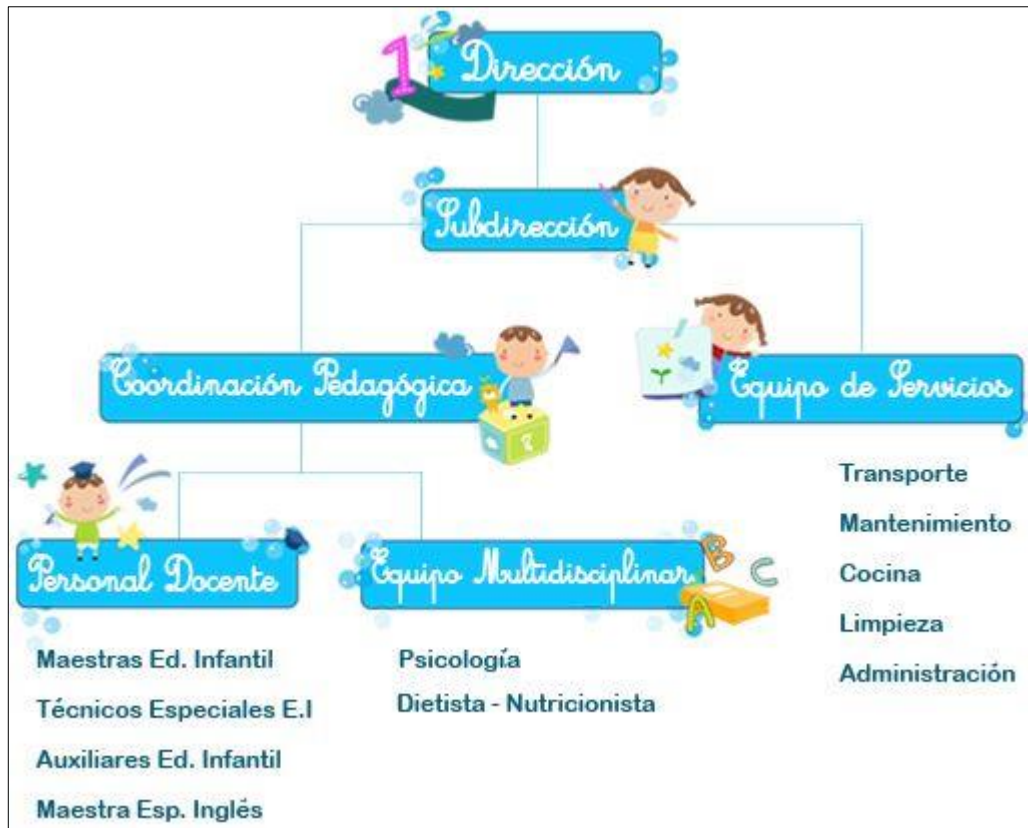 1
Dirección
Subdirección
Coordinación Pedagógica
Equipo de Servicios
Transporte
Mantenimiento
Cocina
Limpieza
Administración
Personal Docente
Equipo Multidisciplinar
B
C
A
Maestras Ed. Infantil
Técnicos Especiales E.I
Auxiliares Ed. Infantil
Maestra Esp. Inglés
Psicología
Dietista - Nutricionista